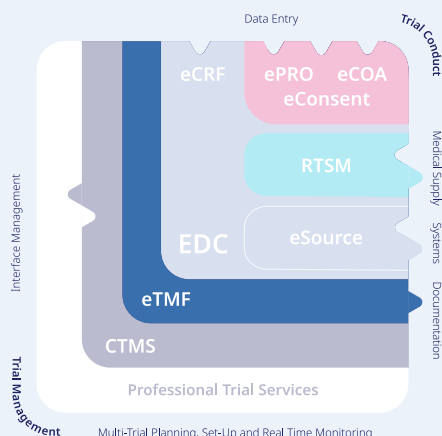 Data Entry
Trial Conduct
eCRF
ePRO eCOA
eConsent
Medical Supply
RTSM
Interface Management
Systems
eSource
EDC
Documentation
eTMF
CTMS
Trial Management
Professional Trial Services
Multi-Trial Planning, Set-Up and Real Time Monitoring